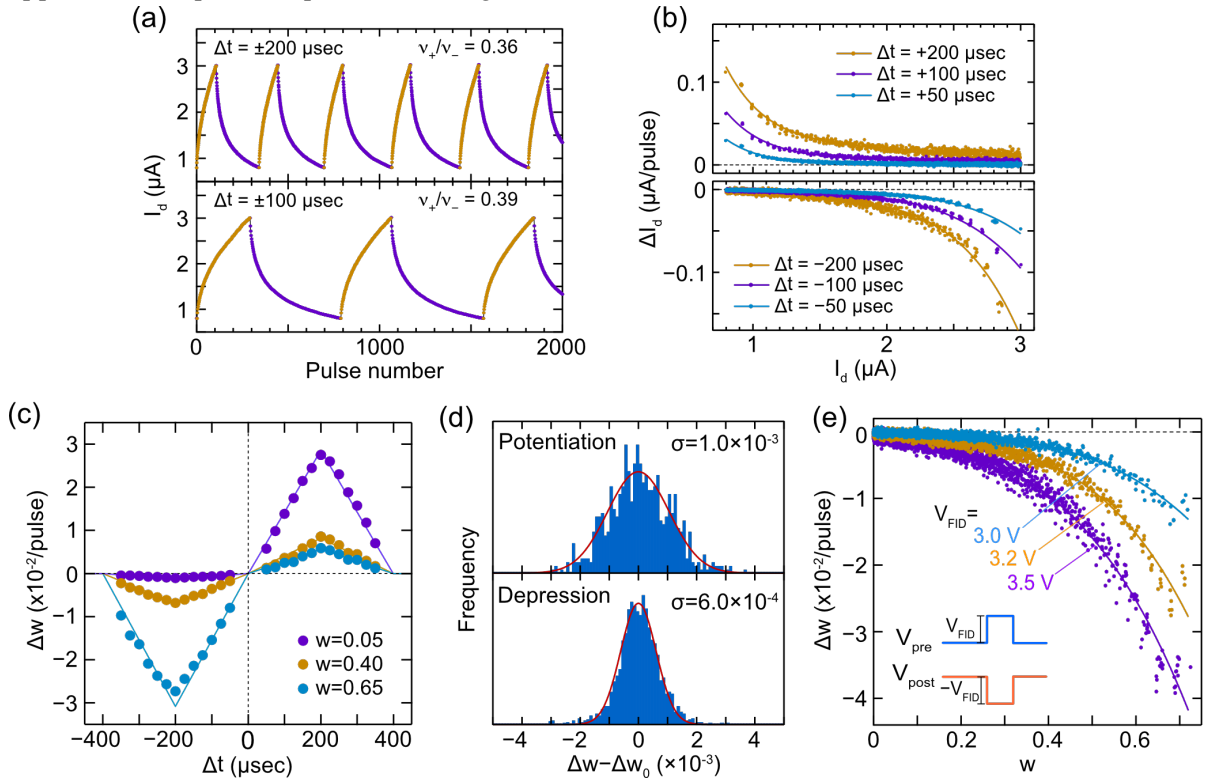 (a)
Δt = ±200 μsec
ν₊/ν₋ = 0.36
3
2
1
Δt = ±100 μsec
ν₊/ν₋ = 0.39
3
2
1
I_d (μA)
0
1000
2000
Pulse number
(b)
Δt = +200 μsec
Δt = +100 μsec
Δt = +50 μsec
0.1
0
0
−0.1
ΔI_d (μA/pulse)
Δt = −200 μsec
Δt = −100 μsec
Δt = −50 μsec
1
2
3
I_d (μA)
(c)
3
2
1
0
-1
-2
-3
Δw (x10⁻²/pulse)
w=0.05
w=0.40
w=0.65
−400
−200
0
200
400
Δt (μsec)
(d)
Potentiation
σ=1.0×10⁻³
Depression
σ=6.0×10⁻⁴
Frequency
−4
−2
0
2
4
Δw−Δw₀ (×10⁻³)
(e)
0
−1
−2
−3
−4
Δw (×10⁻²/pulse)
V_FID =
3.0 V
3.2 V
3.5 V
V_pre
V_FID
V_post
−V_FID
0
0.2
0.4
0.6
w